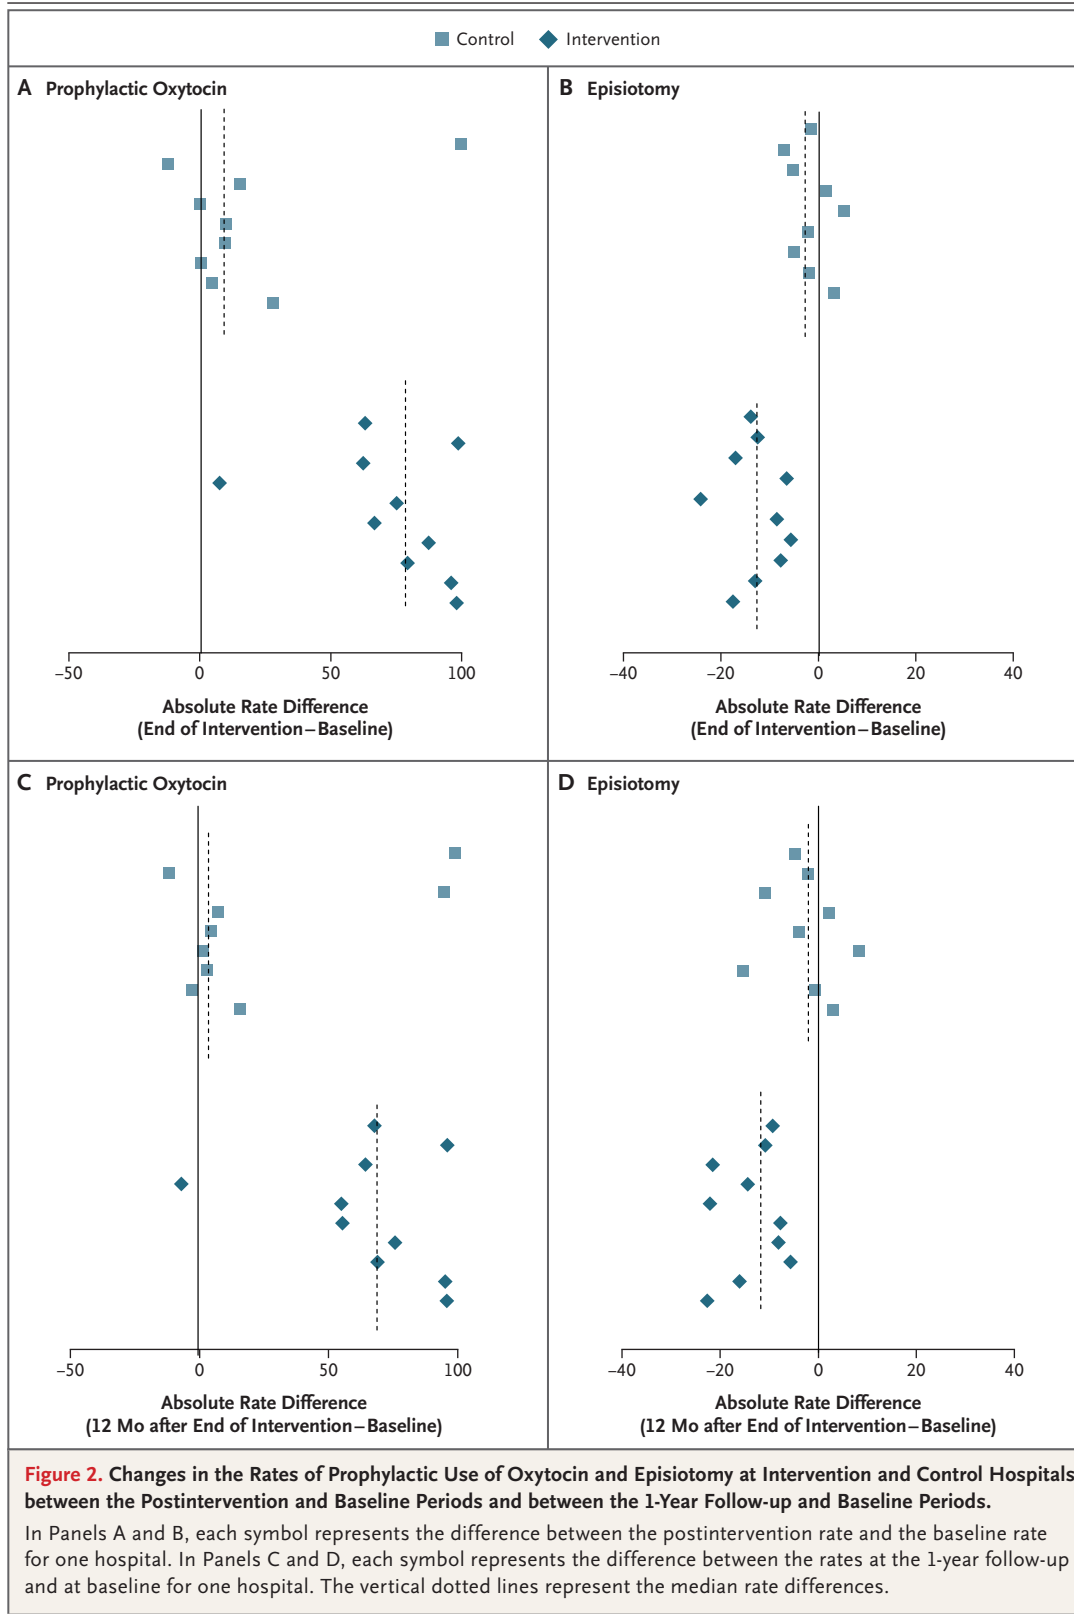 Control Intervention
A Prophylactic Oxytocin
−50 0 50 100
Absolute Rate Difference
(End of Intervention–Baseline)
B Episiotomy
−40 −20 0 20 40
Absolute Rate Difference
(End of Intervention–Baseline)
C Prophylactic Oxytocin
−50 0 50 100
Absolute Rate Difference
(12 Mo after End of Intervention–Baseline)
D Episiotomy
−40 −20 0 20 40
Absolute Rate Difference
(12 Mo after End of Intervention–Baseline)
Figure 2. Changes in the Rates of Prophylactic Use of Oxytocin and Episiotomy at Intervention and Control Hospitals
between the Postintervention and Baseline Periods and between the 1-Year Follow-up and Baseline Periods.
In Panels A and B, each symbol represents the difference between the postintervention rate and the baseline rate
for one hospital. In Panels C and D, each symbol represents the difference between the rates at the 1-year follow-up
and at baseline for one hospital. The vertical dotted lines represent the median rate differences.